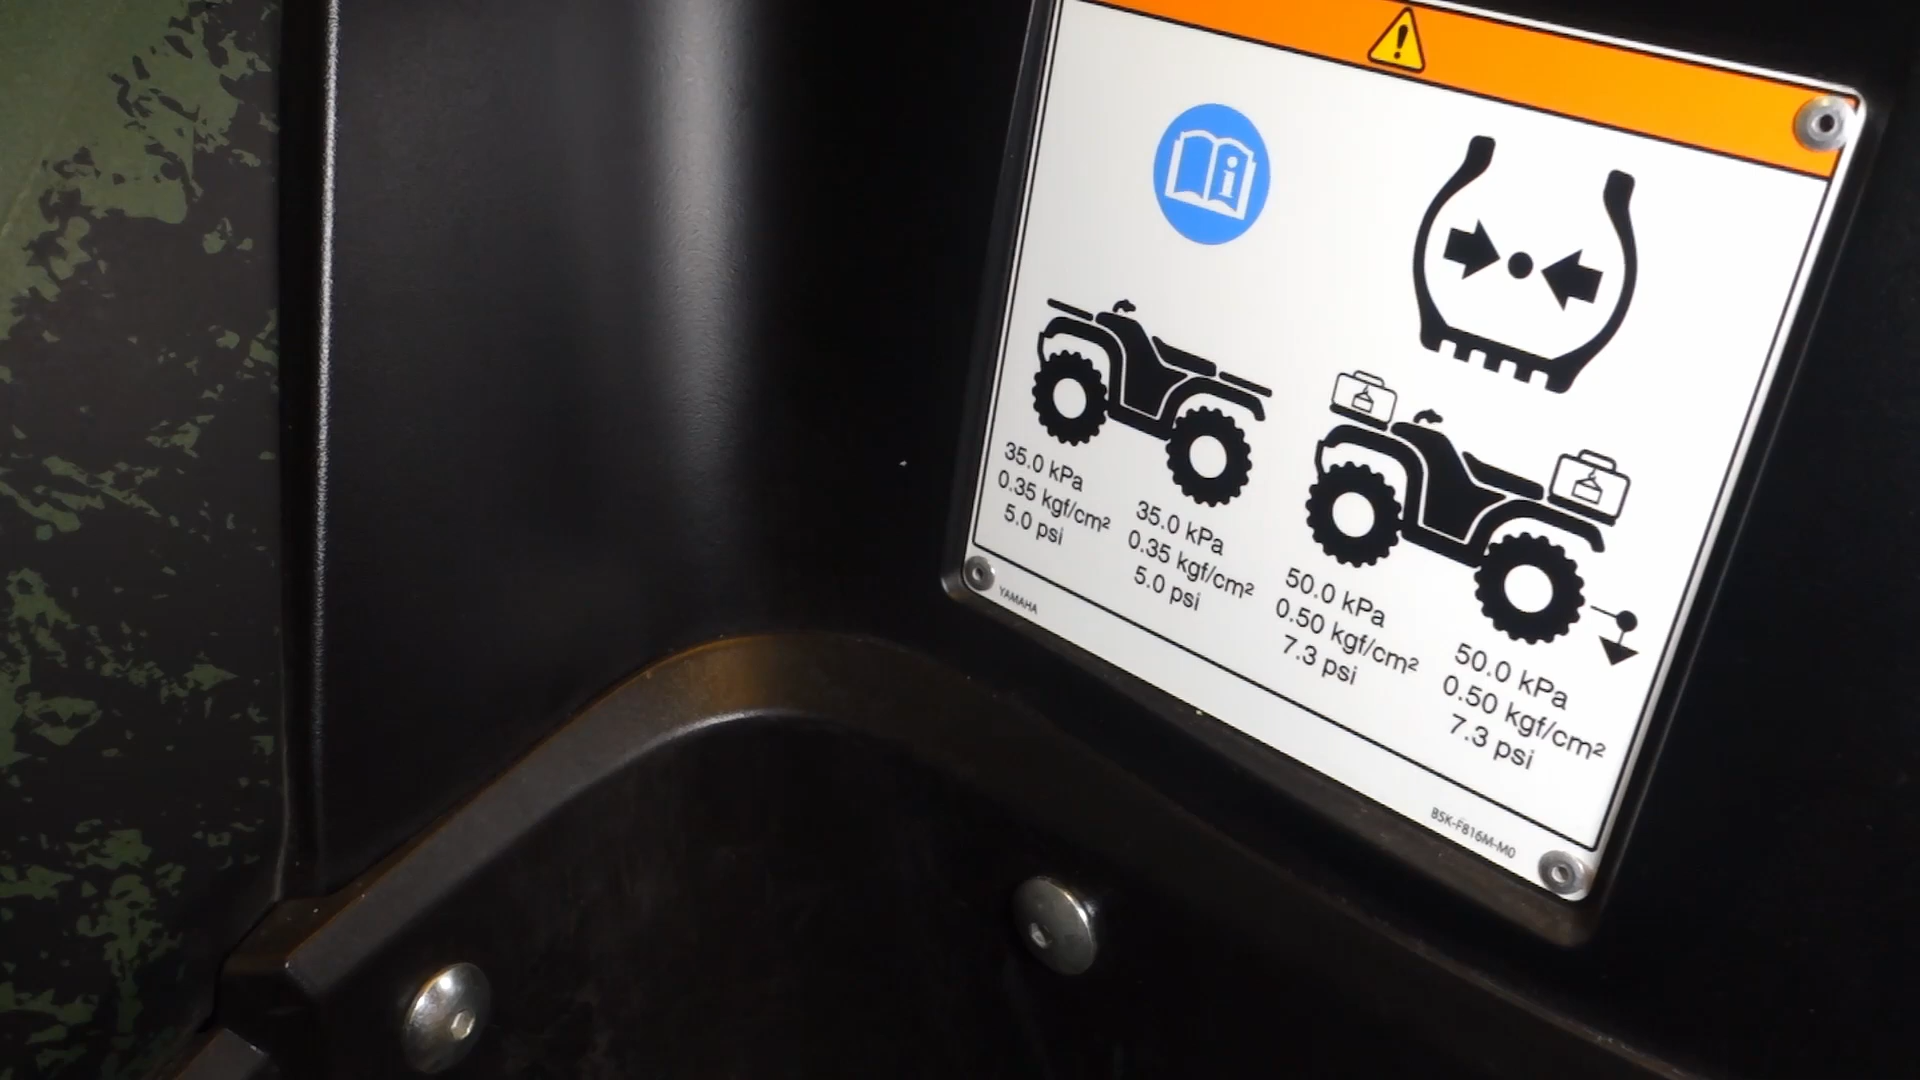 35.0 kPa
0.35 kgf/cm²
5.0 psi
35.0 kPa
0.35 kgf/cm²
5.0 psi
50.0 kPa
0.50 kgf/cm²
7.3 psi
50.0 kPa
0.50 kgf/cm²
7.3 psi
YAMAHA
BSK-F816M-M0